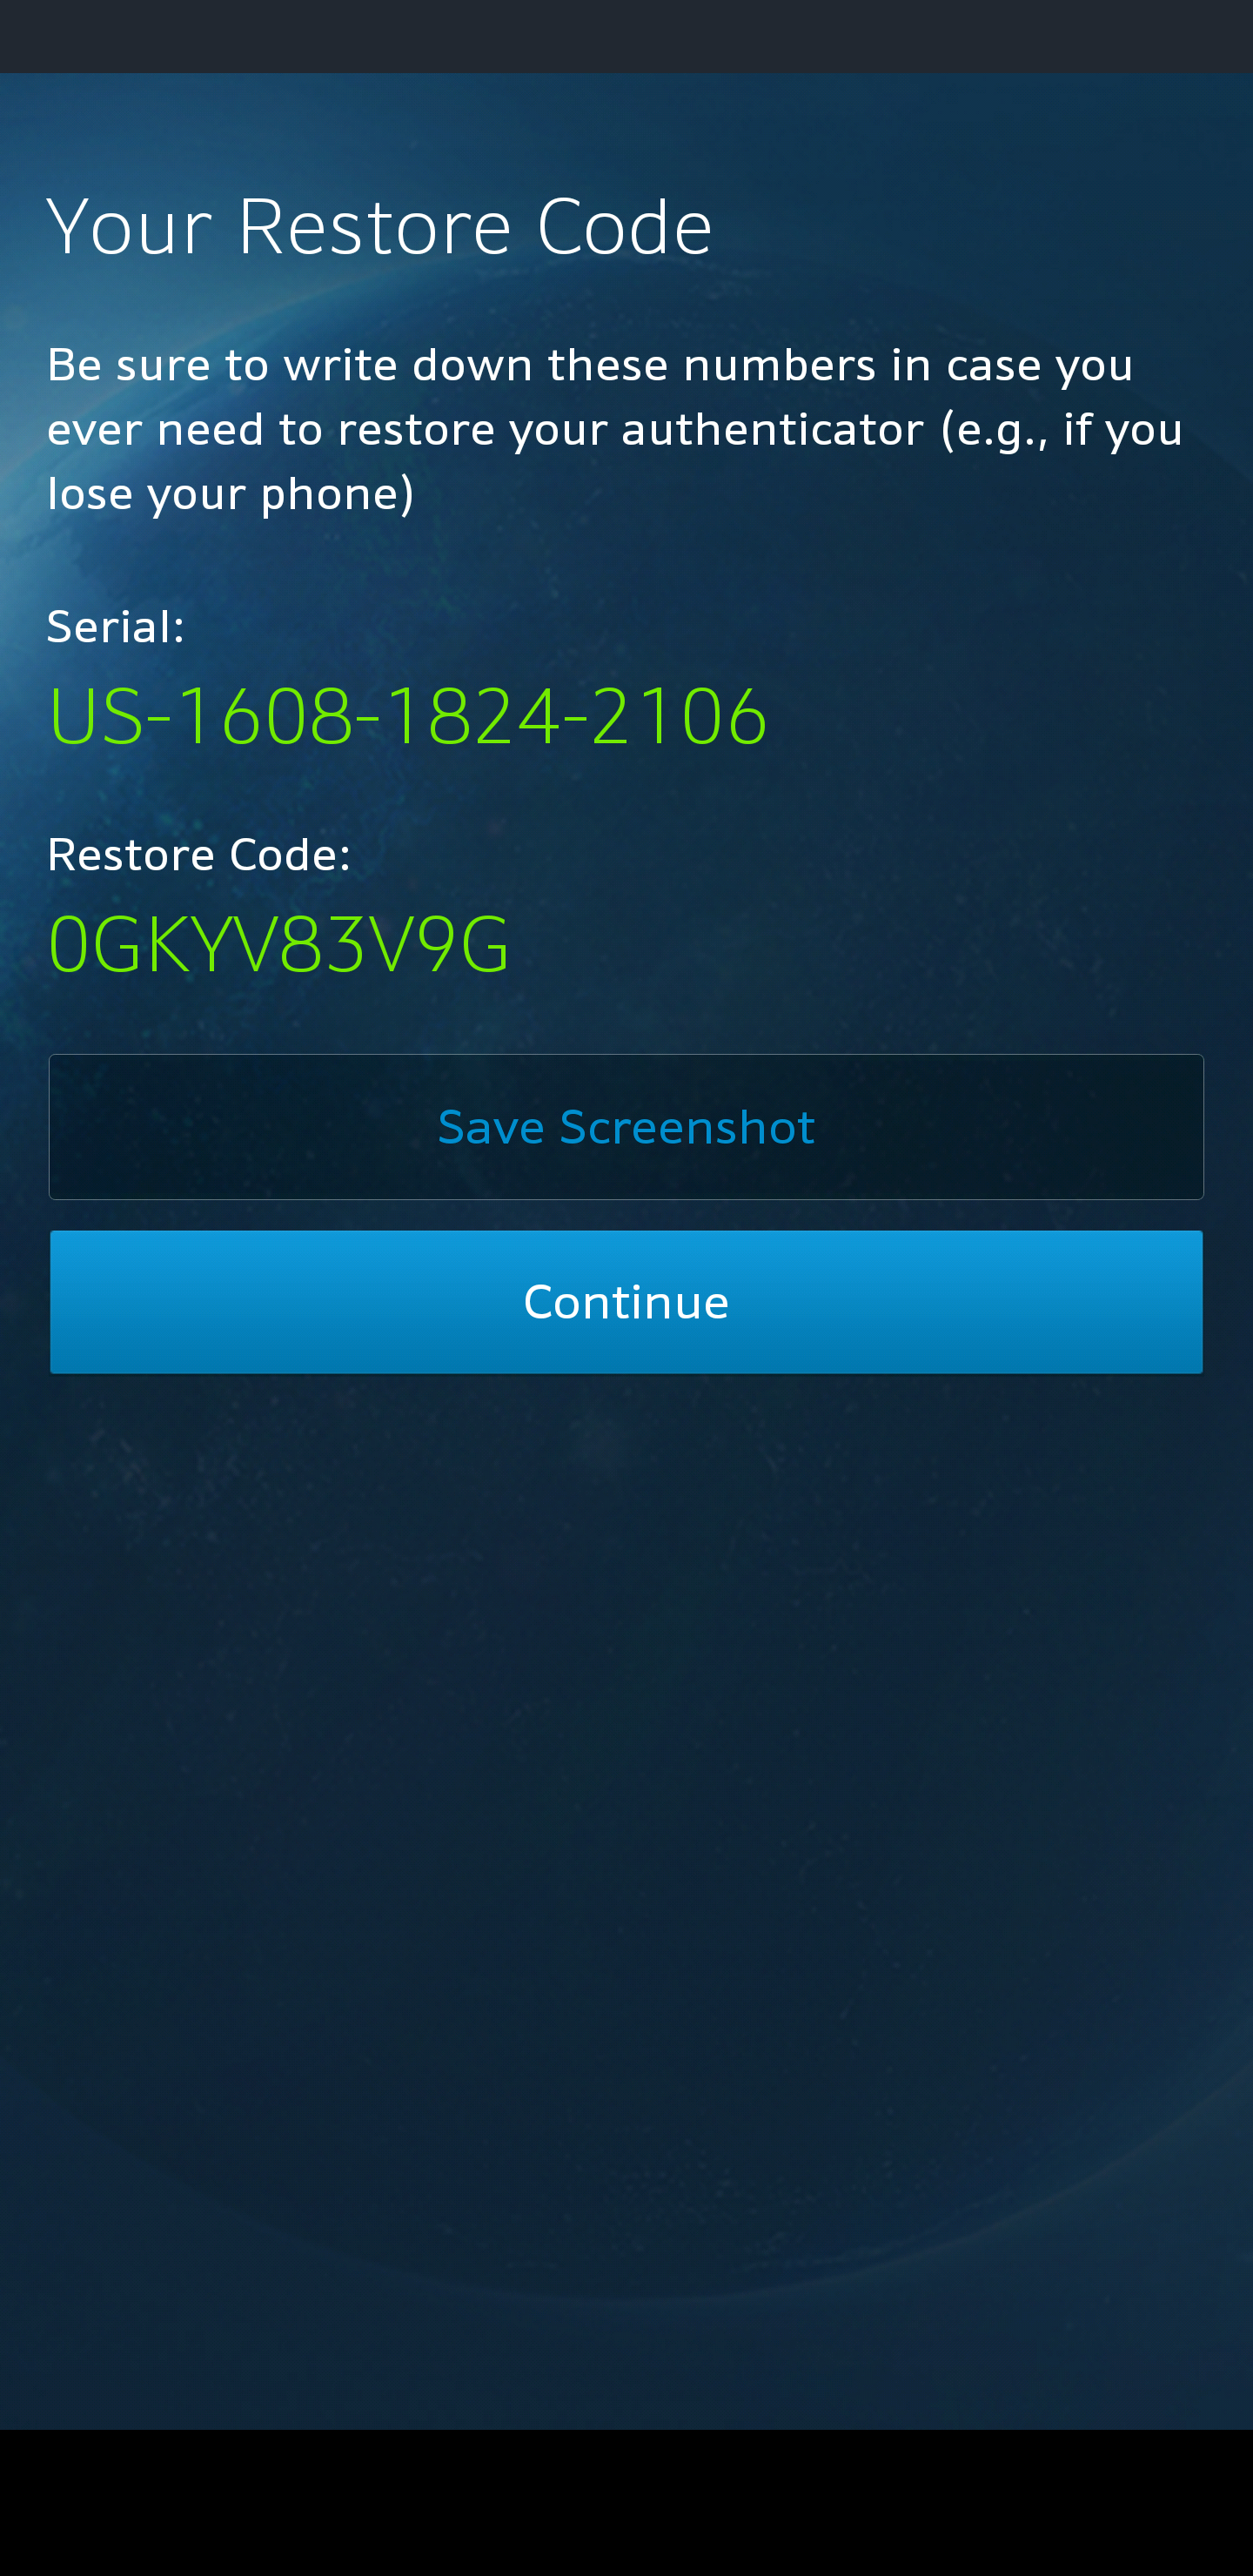 Your Restore Code
Be sure to write down these numbers in case you
ever need to restore your authenticator (e.g., if you
lose your phone)
Serial:
US-1608-1824-2106
Restore Code:
0GKYV83V9G
Save Screenshot
Continue